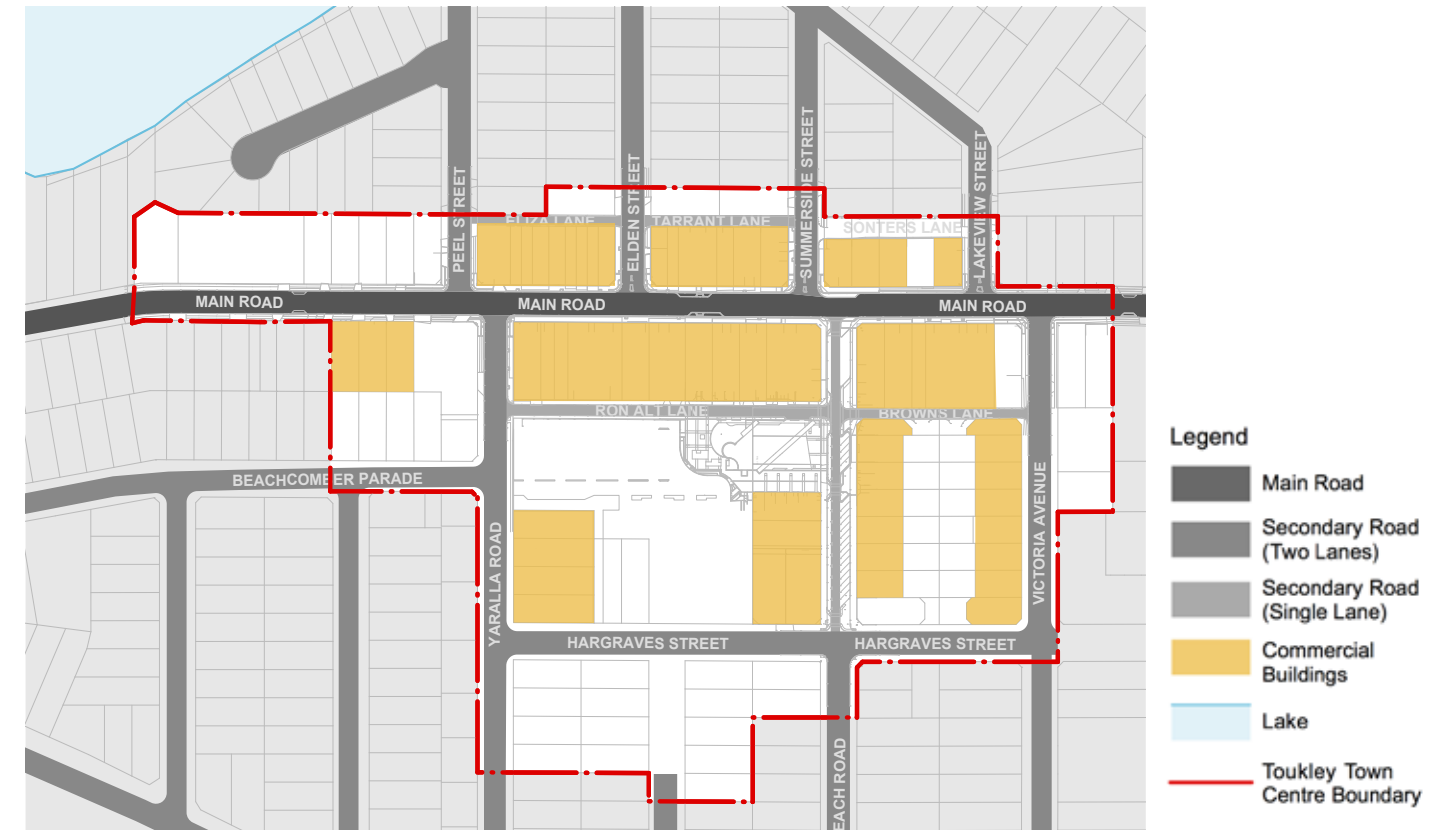 PEEL STREET
ELDEN STREET
SUMMERSIDE STREET
LAKEVIEW STREET
ELIZA LANE
TARRANT LANE
SONTERS LANE
MAIN ROAD
MAIN ROAD
MAIN ROAD
RON ALT LANE
BROWNS LANE
BEACHCOMBER PARADE
YARALLA ROAD
VICTORIA AVENUE
HARGRAVES STREET
HARGRAVES STREET
EACH ROAD
Legend
Main Road
Secondary Road
(Two Lanes)
Secondary Road
(Single Lane)
Commercial
Buildings
Lake
Toukley Town
Centre Boundary